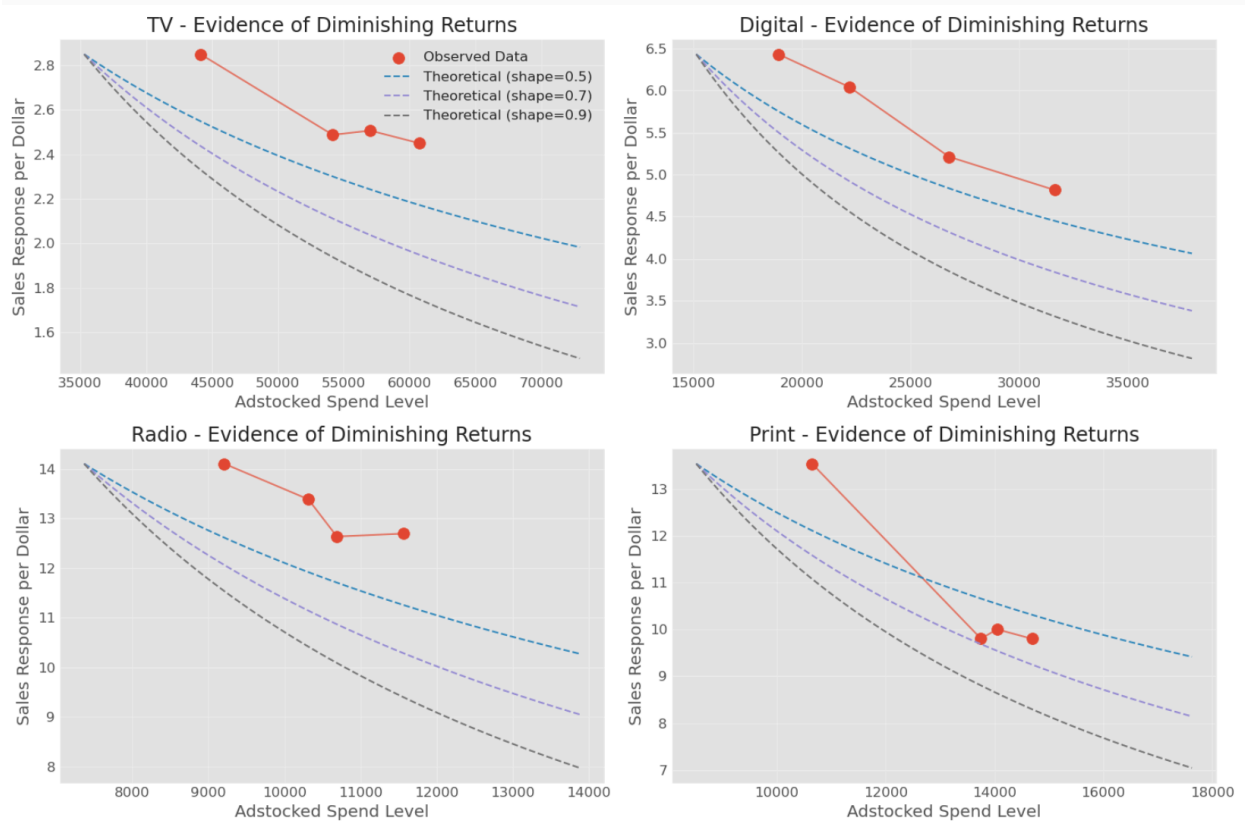 TV - Evidence of Diminishing Returns
Sales Response per Dollar
2.8
2.6
2.4
2.2
2.0
1.8
1.6
Observed Data
Theoretical (shape=0.5)
Theoretical (shape=0.7)
Theoretical (shape=0.9)
35000 40000 45000 50000 55000 60000 65000 70000
Adstocked Spend Level
Digital - Evidence of Diminishing Returns
Sales Response per Dollar
6.5
6.0
5.5
5.0
4.5
4.0
3.5
3.0
15000 20000 25000 30000 35000
Adstocked Spend Level
Radio - Evidence of Diminishing Returns
Sales Response per Dollar
14
13
12
11
10
9
8
8000 9000 10000 11000 12000 13000 14000
Adstocked Spend Level
Print - Evidence of Diminishing Returns
Sales Response per Dollar
13
12
11
10
9
8
7
10000 12000 14000 16000 18000
Adstocked Spend Level